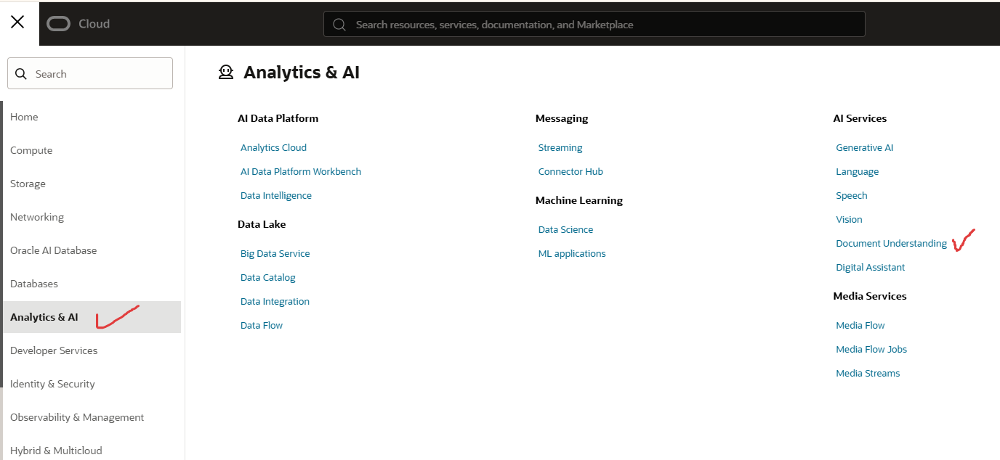 Cloud
Search resources, services, documentation, and Marketplace
Search
Home
Compute
Storage
Networking
Oracle AI Database
Databases
Analytics & AI
Developer Services
Identity & Security
Observability & Management
Hybrid & Multicloud
Analytics & AI
AI Data Platform
Analytics Cloud
AI Data Platform Workbench
Data Intelligence
Data Lake
Big Data Service
Data Catalog
Data Integration
Data Flow
Messaging
Streaming
Connector Hub
Machine Learning
Data Science
ML applications
AI Services
Generative AI
Language
Speech
Vision
Document Understanding
Digital Assistant
Media Services
Media Flow
Media Flow Jobs
Media Streams